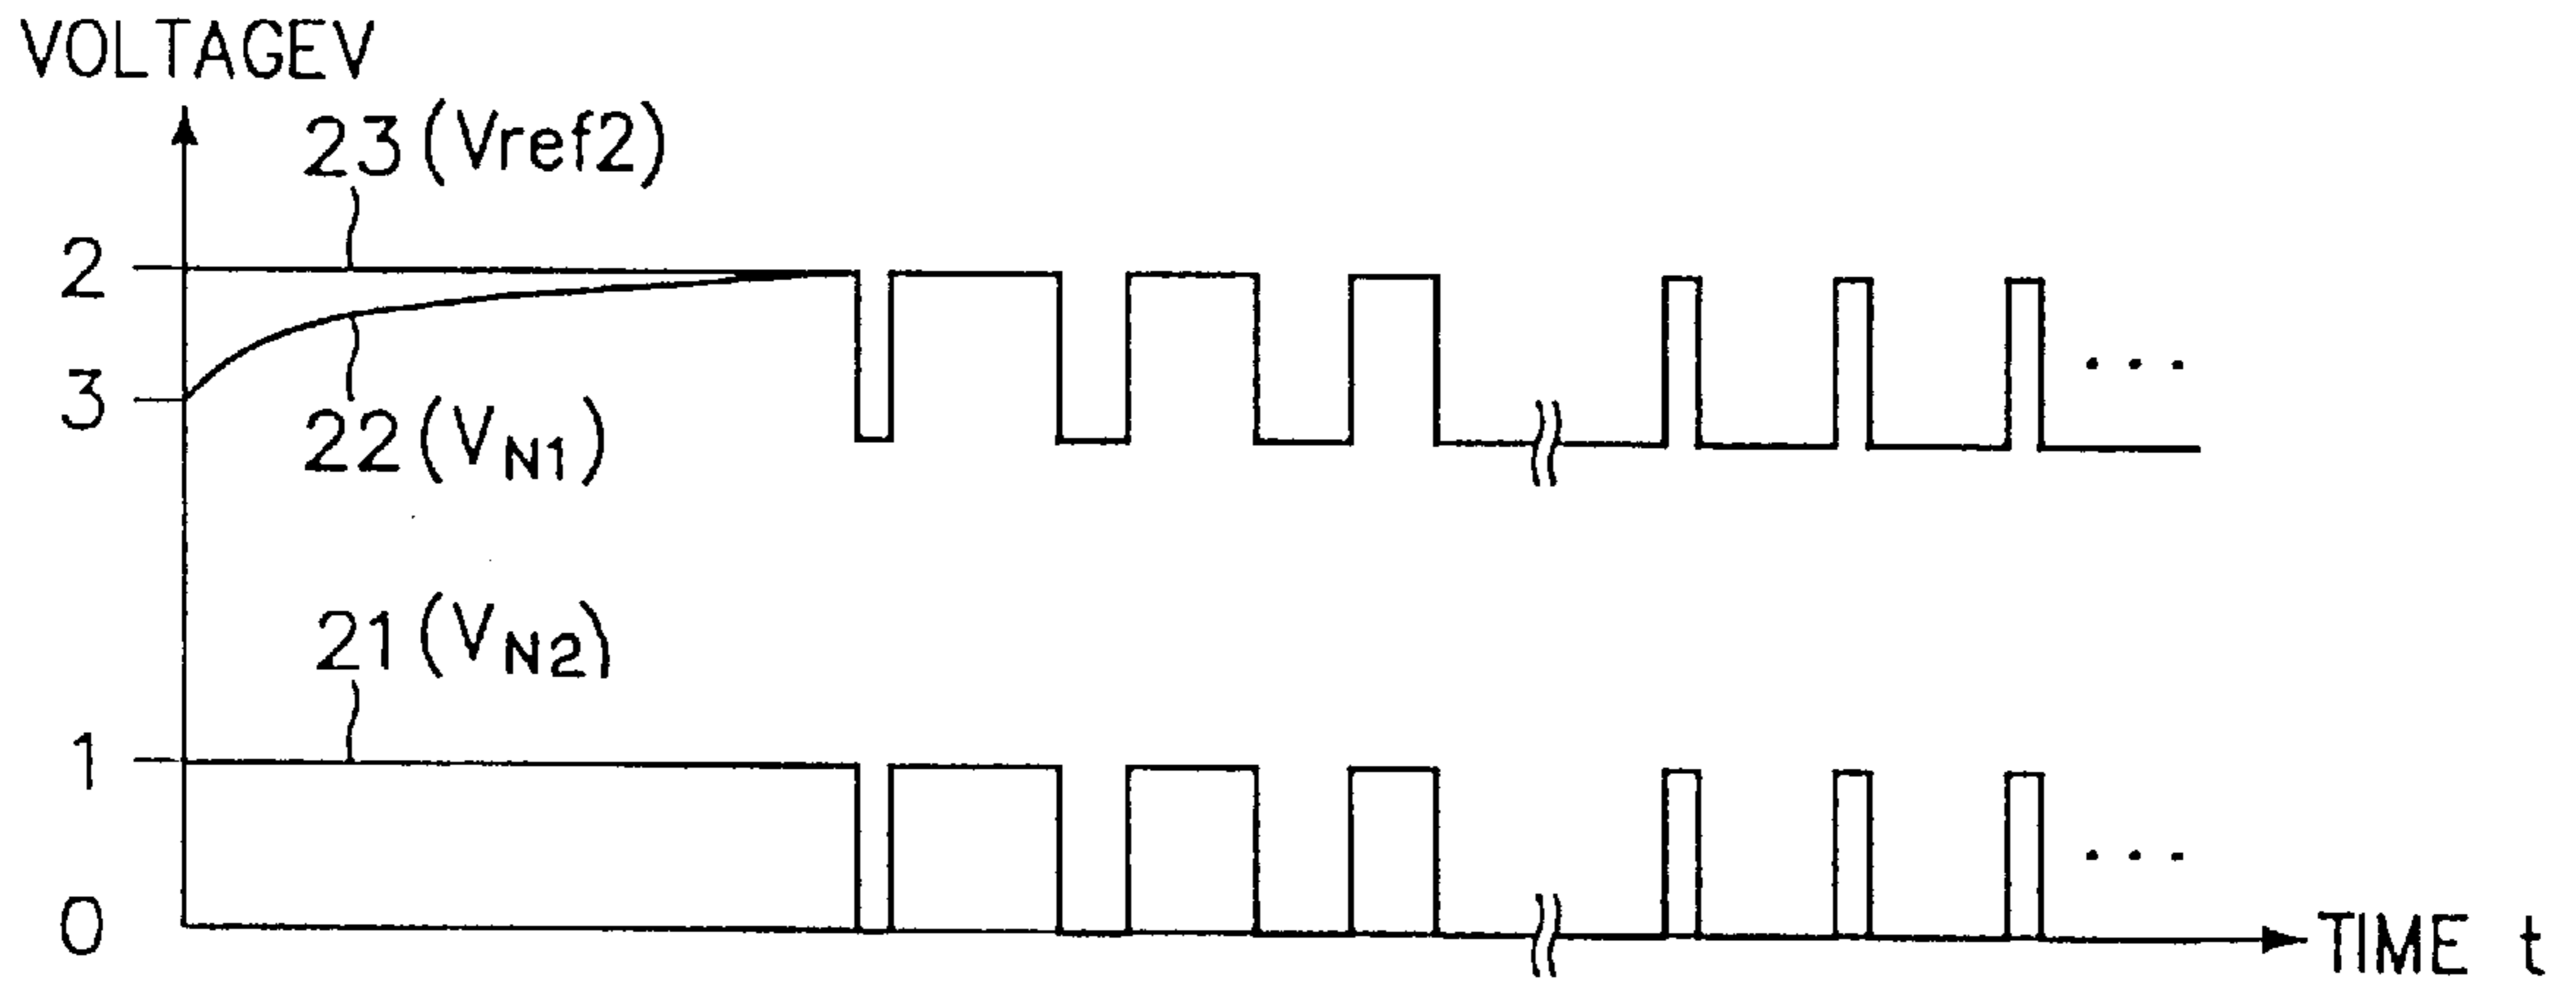 VOLTAGEV
23 (Vref2)
2
3
22 (VN1)
21 (VN2)
1
0
TIME t